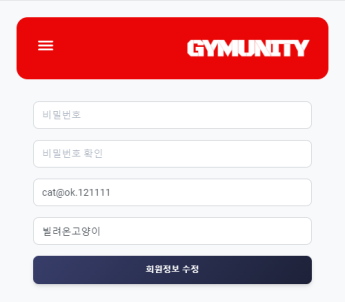 GYMUNITY
비밀번호
비밀번호 확인
cat@ok.121111
빌려온고양이
회원정보 수정